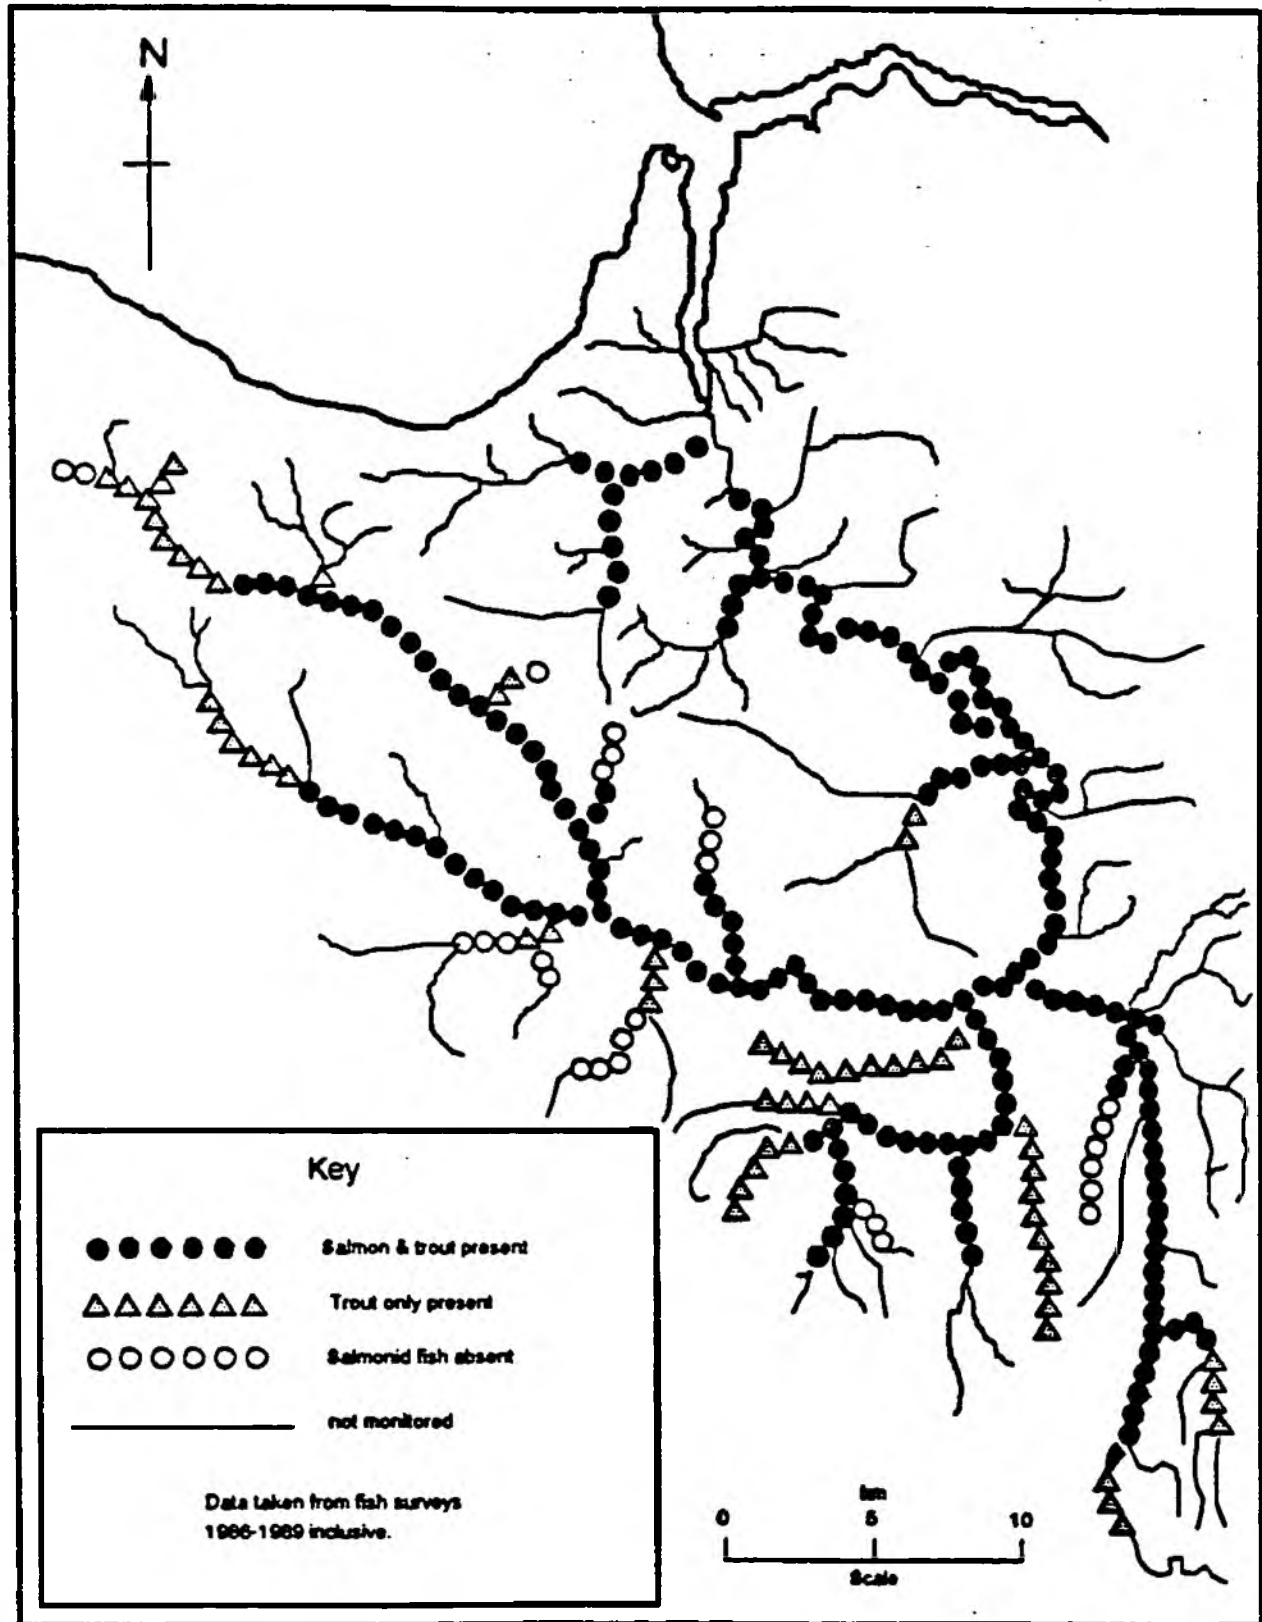 N
Key
Salmon & trout present
Trout only present
Salmonid fish absent
not monitored
Data taken from fish surveys
1986-1989 inclusive.
km
0 5 10
Scale